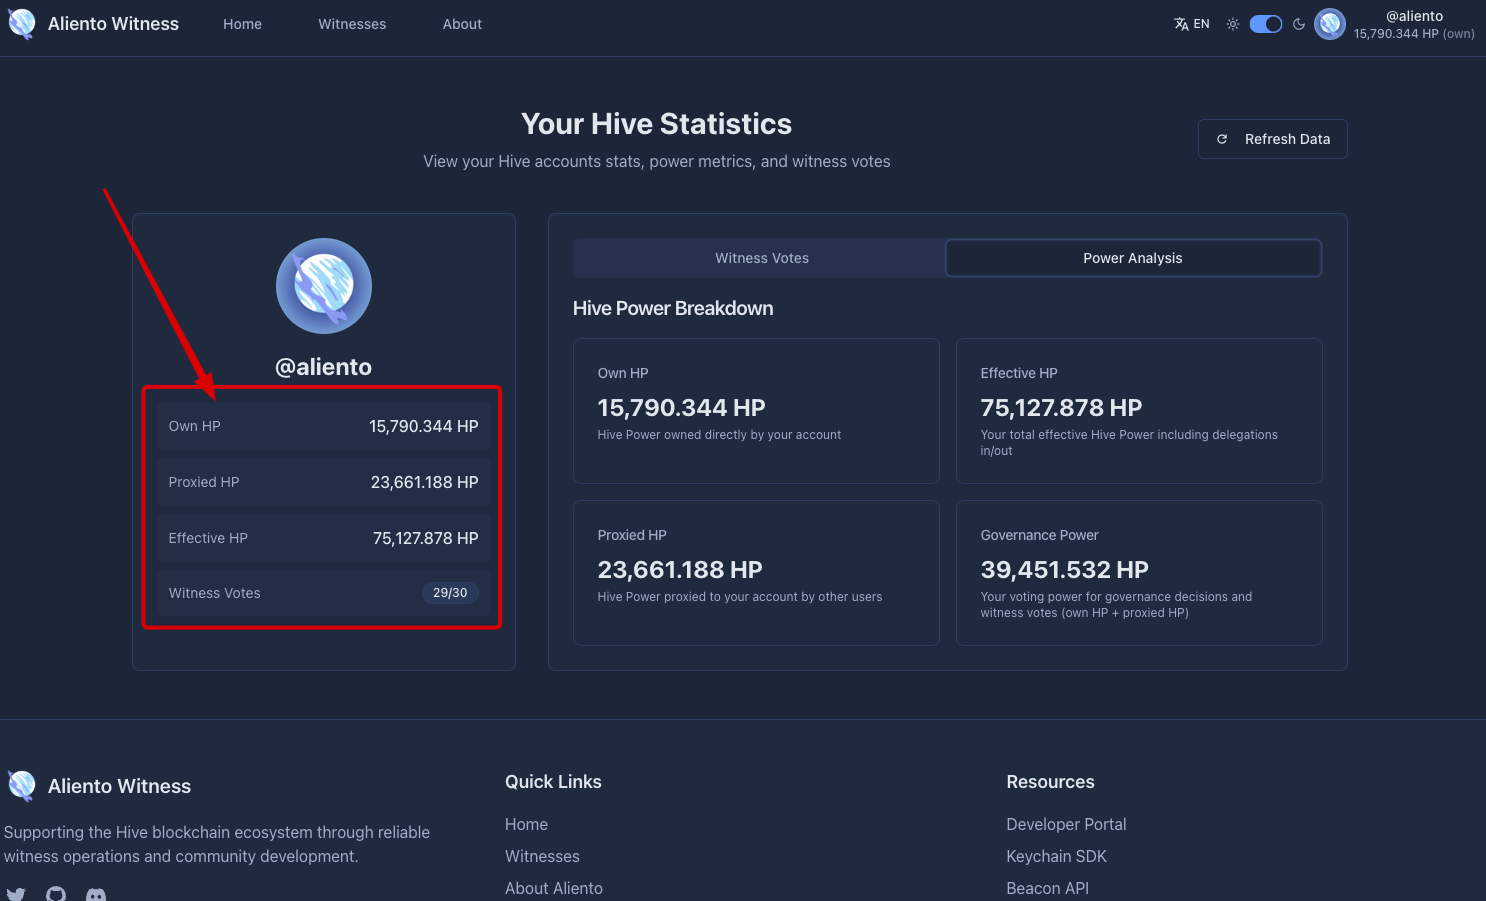 Aliento Witness
Home
Witnesses
About
EN
@aliento
15,790.344 HP (own)
Your Hive Statistics
View your Hive accounts stats, power metrics, and witness votes
Refresh Data
@aliento
Own HP 15,790.344 HP
Proxied HP 23,661.188 HP
Effective HP 75,127.878 HP
Witness Votes 29/30
Witness Votes
Power Analysis
Hive Power Breakdown
Own HP
15,790.344 HP
Hive Power owned directly by your account
Effective HP
75,127.878 HP
Your total effective Hive Power including delegations
in/out
Proxied HP
23,661.188 HP
Hive Power proxied to your account by other users
Governance Power
39,451.532 HP
Your voting power for governance decisions and
witness votes (own HP + proxied HP)
Aliento Witness
Supporting the Hive blockchain ecosystem through reliable
witness operations and community development.
Quick Links
Home
Witnesses
About Aliento
Resources
Developer Portal
Keychain SDK
Beacon API